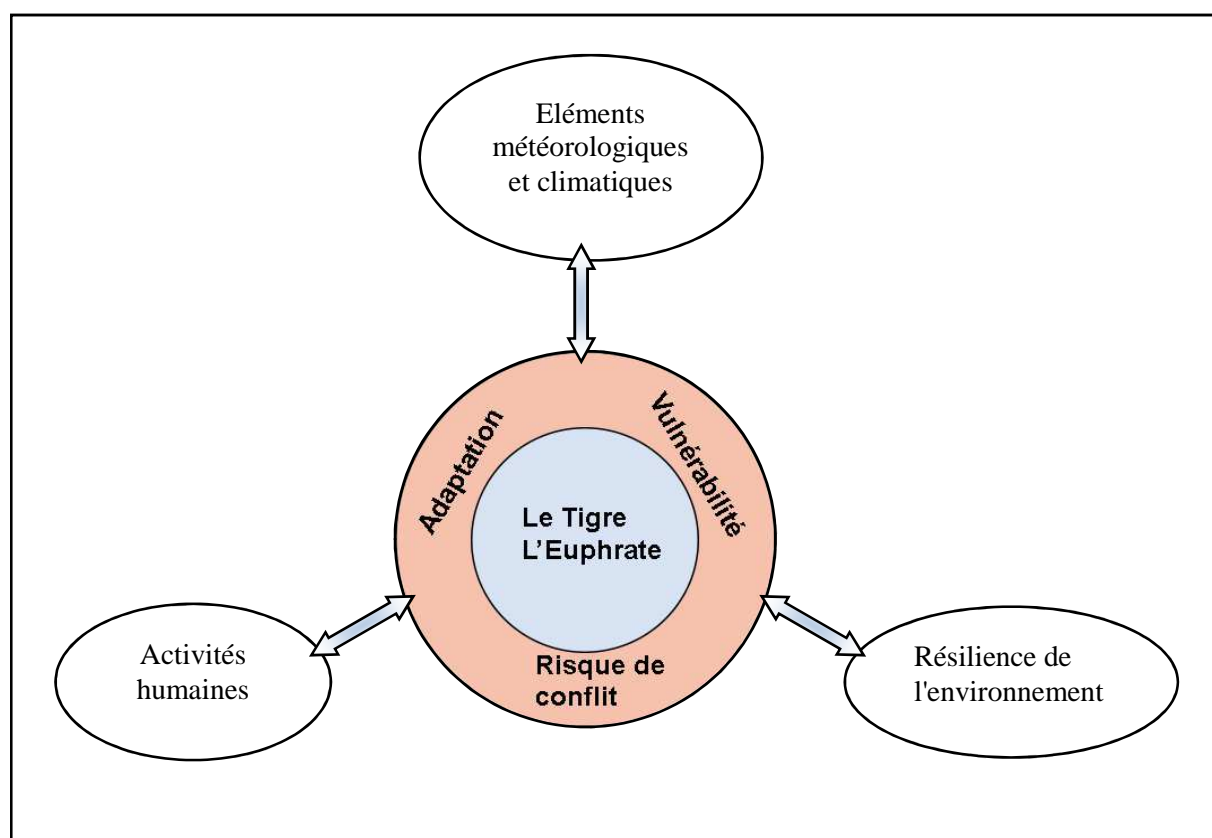 Eléments
météorologiques
et climatiques
Adaptation
Vulnérabilité
Le Tigre
L'Euphrate
Risque de
conflit
Activités
humaines
Résilience de
l'environnement